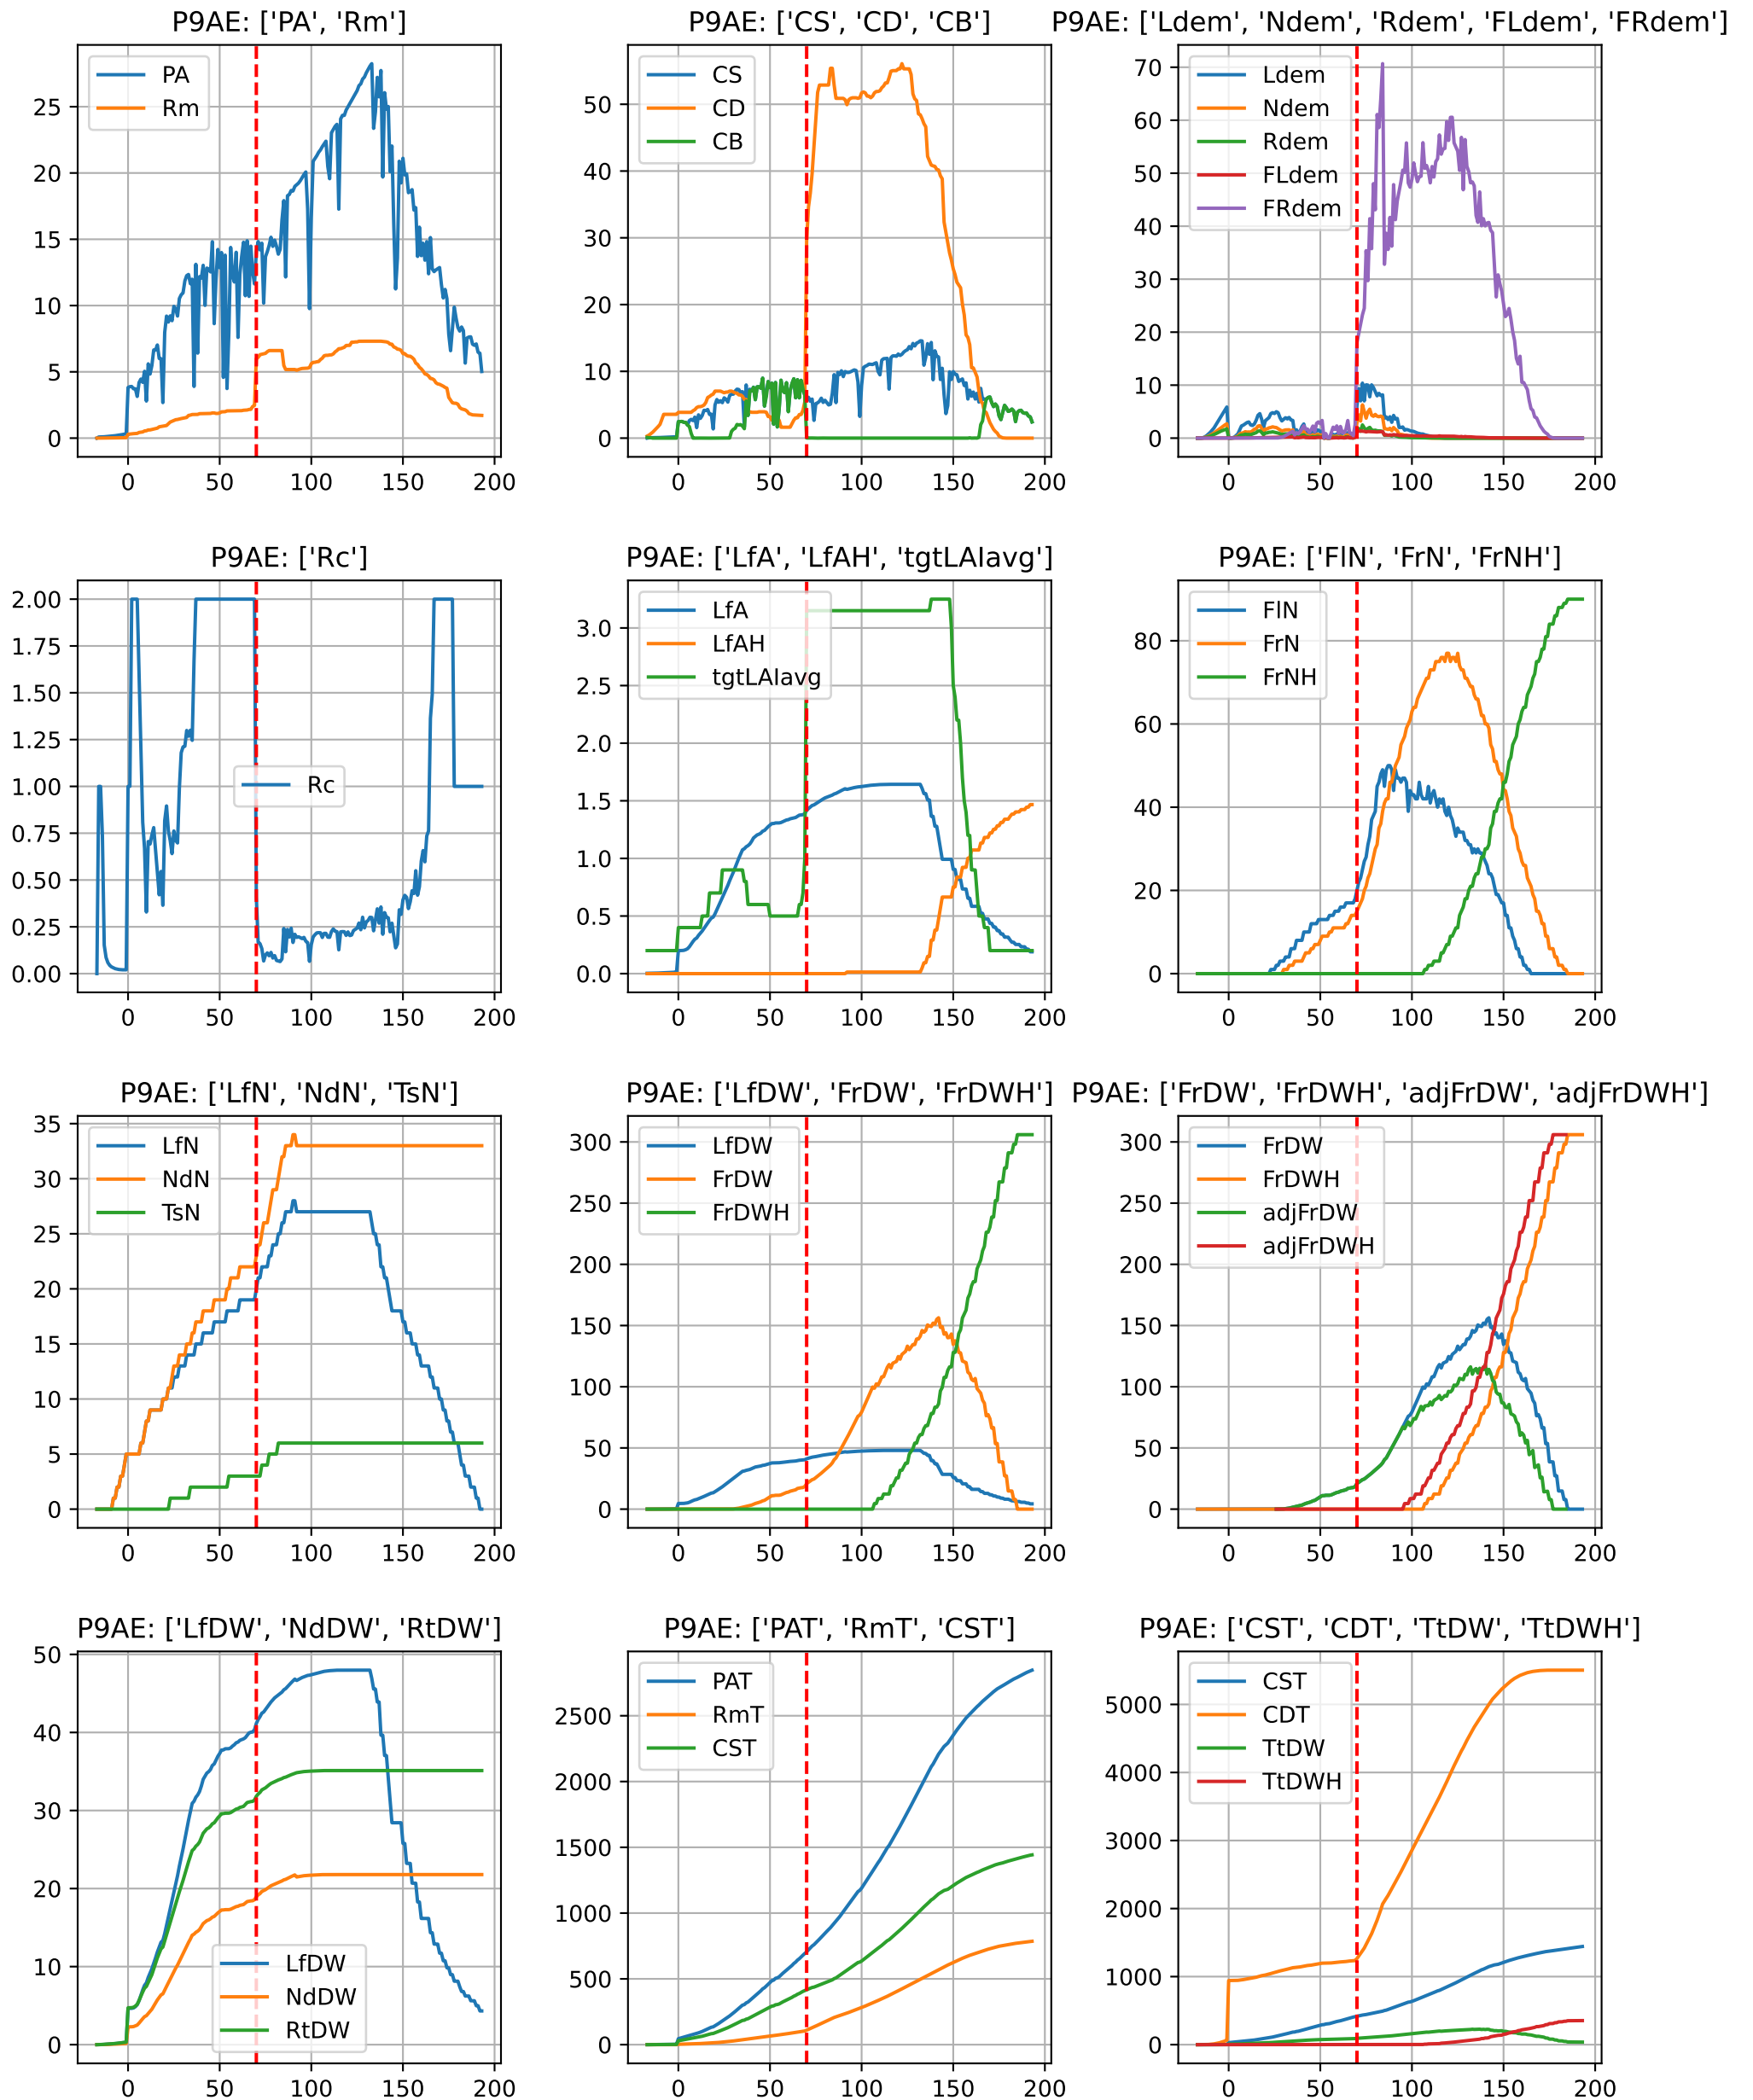 P9AE: ['PA', 'Rm']
PA
Rm
25
20
15
10
5
0
0 50 100 150 200
P9AE: ['CS', 'CD', 'CB']
CS
CD
CB
50
40
30
20
10
0
0 50 100 150 200
P9AE: ['Ldem', 'Ndem', 'Rdem', 'FLdem', 'FRdem']
Ldem
Ndem
Rdem
FLdem
FRdem
70
60
50
40
30
20
10
0
0 50 100 150 200
P9AE: ['Rc']
Rc
2.00
1.75
1.50
1.25
1.00
0.75
0.50
0.25
0.00
0 50 100 150 200
P9AE: ['LfA', 'LfAH', 'tgtLAIavg']
LfA
LfAH
tgtLAIavg
3.0
2.5
2.0
1.5
1.0
0.5
0.0
0 50 100 150 200
P9AE: ['FlN', 'FrN', 'FrNH']
FlN
FrN
FrNH
80
60
40
20
0
0 50 100 150 200
P9AE: ['LfN', 'NdN', 'TsN']
LfN
NdN
TsN
35
30
25
20
15
10
5
0
0 50 100 150 200
P9AE: ['LfDW', 'FrDW', 'FrDWH']
LfDW
FrDW
FrDWH
300
250
200
150
100
50
0
0 50 100 150 200
P9AE: ['FrDW', 'FrDWH', 'adjFrDW', 'adjFrDWH']
FrDW
FrDWH
adjFrDW
adjFrDWH
300
250
200
150
100
50
0
0 50 100 150 200
P9AE: ['LfDW', 'NdDW', 'RtDW']
LfDW
NdDW
RtDW
50
40
30
20
10
0
0 50 100 150 200
P9AE: ['PAT', 'RmT', 'CST']
PAT
RmT
CST
2500
2000
1500
1000
500
0
0 50 100 150 200
P9AE: ['CST', 'CDT', 'TtDW', 'TtDWH']
CST
CDT
TtDW
TtDWH
5000
4000
3000
2000
1000
0
0 50 100 150 200